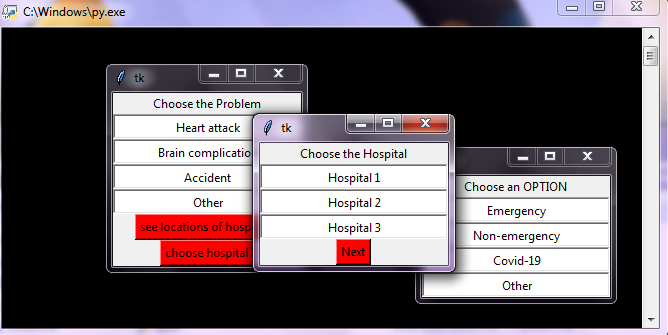 C:\Windows\py.exe
tk
Choose the Problem
Heart attack
Brain complicatio
Accident
Other
see locations of hosp
choose hospital
tk
Choose the Hospital
Hospital 1
Hospital 2
Hospital 3
Next
Choose an OPTION
Emergency
Non-emergency
Covid-19
Other